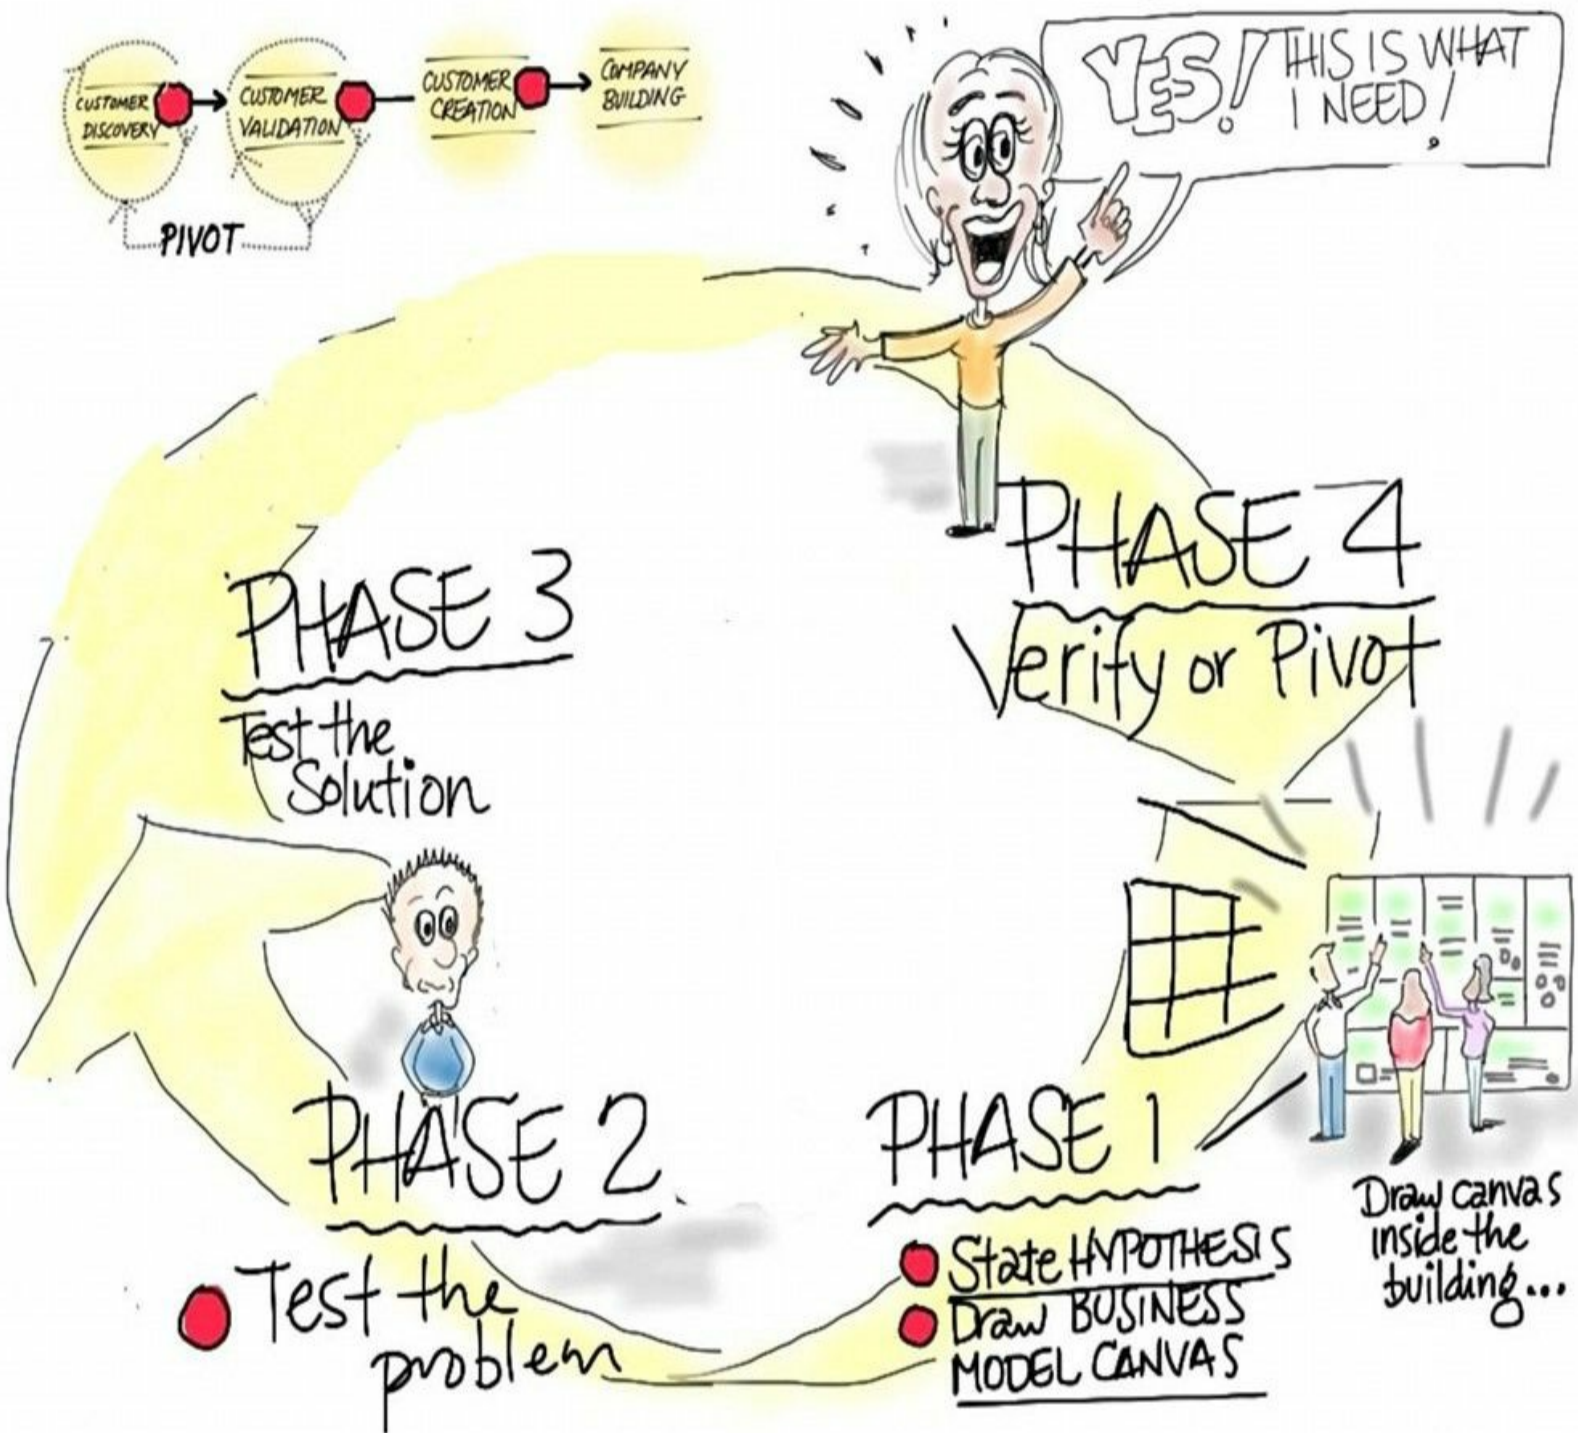 CUSTOMER
DISCOVERY
CUSTOMER
VALIDATION
CUSTOMER
CREATION
COMPANY
BUILDING
PIVOT
YES! THIS IS WHAT
I NEED!
PHASE 4
Verify or Pivot
PHASE 3
Test the
Solution
PHASE 2
Test the
problem
PHASE 1
State HYPOTHESIS
Draw BUSINESS
MODEL CANVAS
Draw canvas
inside the
building...